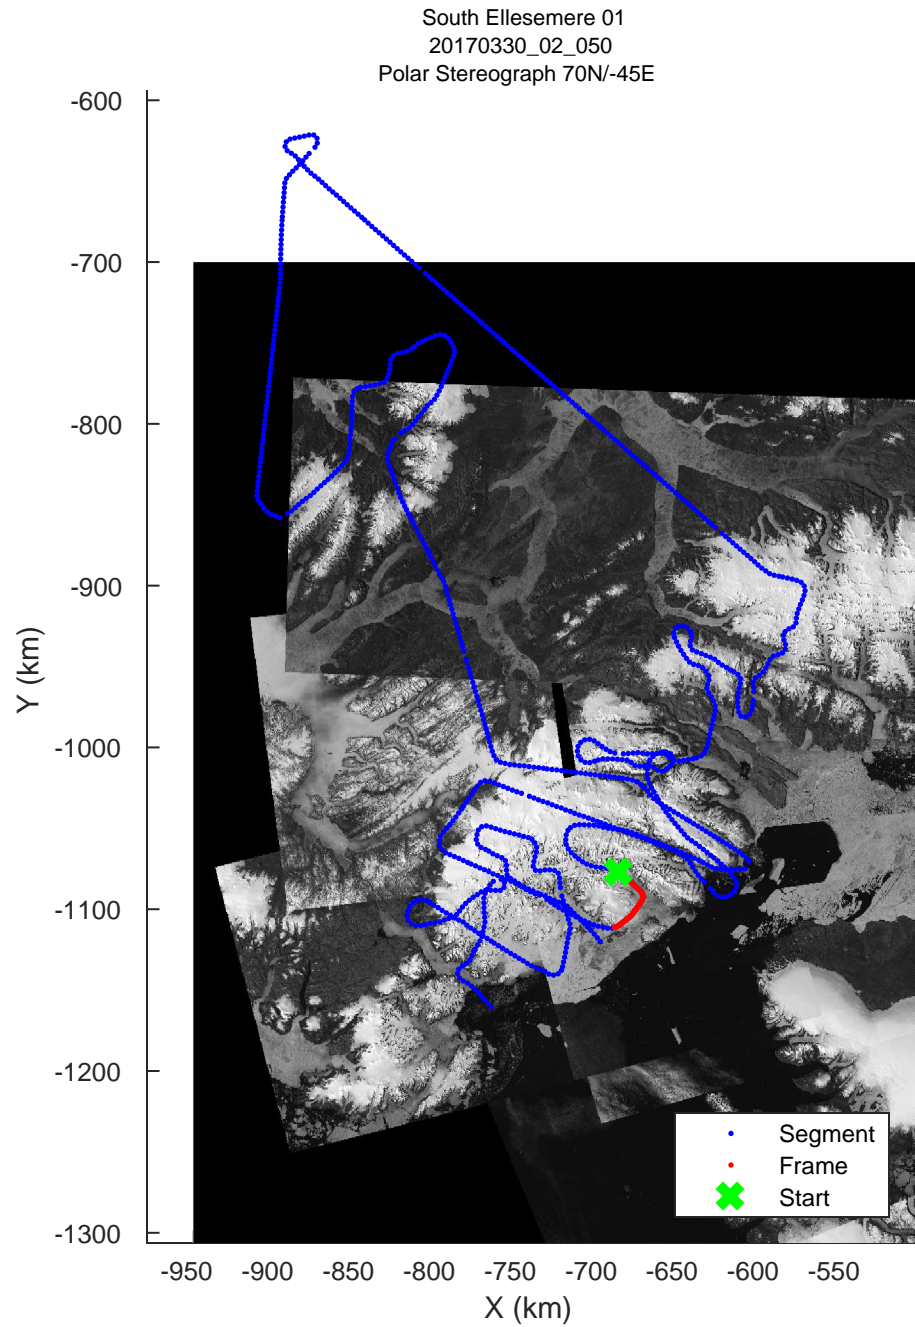 South Ellesemere 01
20170330_02_050
Polar Stereograph 70N/-45E
-600
-700
-800
-900
-1000
-1100
-1200
-1300
Y (km)
-950 -900 -850 -800 -750 -700 -650 -600 -550
X (km)
Segment
Frame
Start